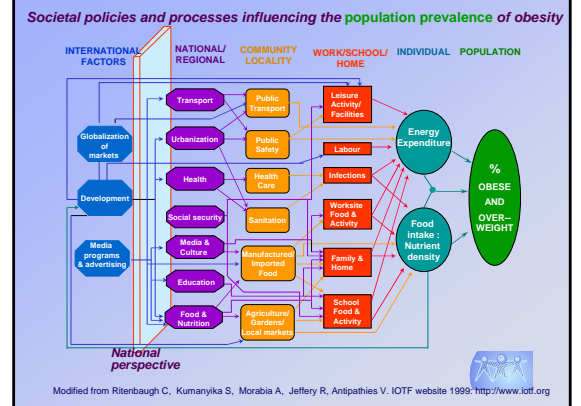 Societal policies and processes influencing the population prevalence of obesity
INTERNATIONAL
FACTORS
NATIONAL/
REGIONAL
COMMUNITY
LOCALITY
WORK/SCHOOL/
HOME
INDIVIDUAL
POPULATION
Globalization
of
markets
Development
Media
programs
& advertising
Transport
Urbanization
Health
Social security
Media &
Culture
Education
Food &
Nutrition
National
perspective
Public
Transport
Public
Safety
Health
Care
Sanitation
Manufactured/
Imported
Food
Agriculture/
Gardens/
Local markets
Leisure
Activity/
Facilities
Labour
Infections
Worksite
Food &
Activity
Family &
Home
School
Food &
Activity
Energy
Expenditure
Food
intake :
Nutrient
density
%
OBESE
AND
OVER--
WEIGHT
Modified from Ritenbaugh C, Kumanyika S, Morabia A, Jeffery R, Antipathies V. IOTF website 1999: http://www.iotf.org